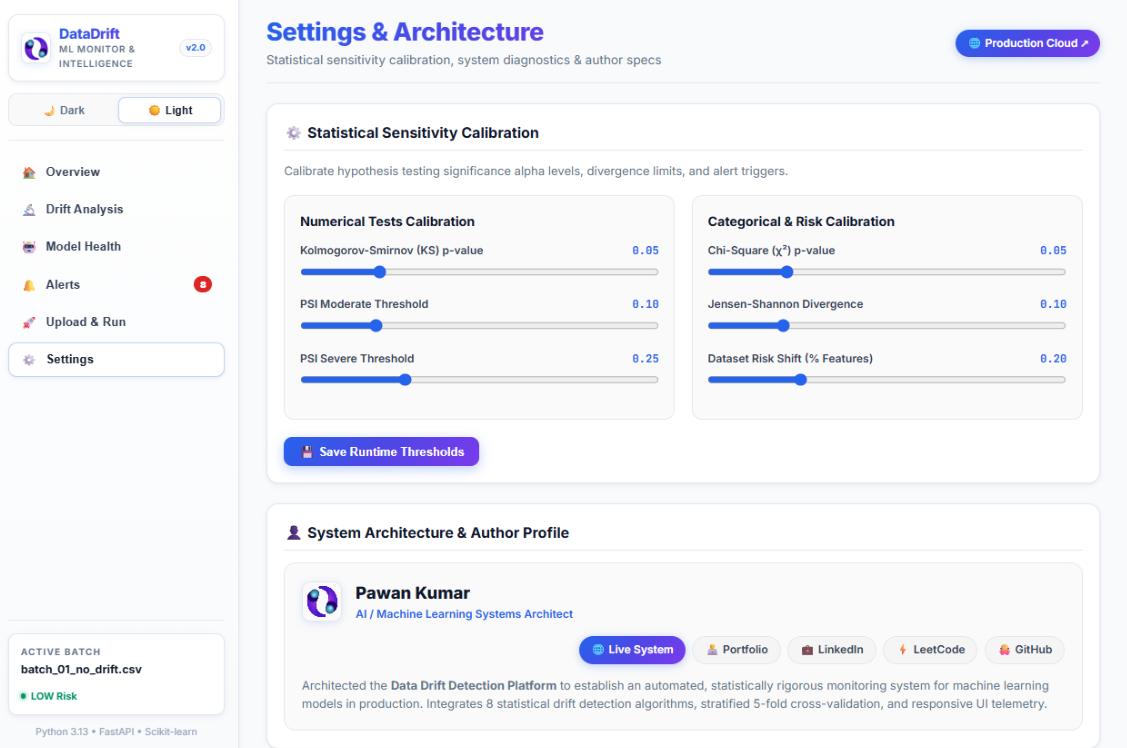 DataDrift
ML MONITOR &
INTELLIGENCE
v2.0
Dark
Light
Overview
Drift Analysis
Model Health
Alerts
8
Upload & Run
Settings
ACTIVE BATCH
batch_01_no_drift.csv
LOW Risk
Python 3.13 • FastAPI • Scikit-learn
Settings & Architecture
Statistical sensitivity calibration, system diagnostics & author specs
Production Cloud ↗
Statistical Sensitivity Calibration
Calibrate hypothesis testing significance alpha levels, divergence limits, and alert triggers.
Numerical Tests Calibration
Kolmogorov-Smirnov (KS) p-value 0.05
PSI Moderate Threshold 0.10
PSI Severe Threshold 0.25
Categorical & Risk Calibration
Chi-Square (χ²) p-value 0.05
Jensen-Shannon Divergence 0.10
Dataset Risk Shift (% Features) 0.20
Save Runtime Thresholds
System Architecture & Author Profile
Pawan Kumar
AI / Machine Learning Systems Architect
Live System
Portfolio
LinkedIn
LeetCode
GitHub
Architected the Data Drift Detection Platform to establish an automated, statistically rigorous monitoring system for machine learning
models in production. Integrates 8 statistical drift detection algorithms, stratified 5-fold cross-validation, and responsive UI telemetry.